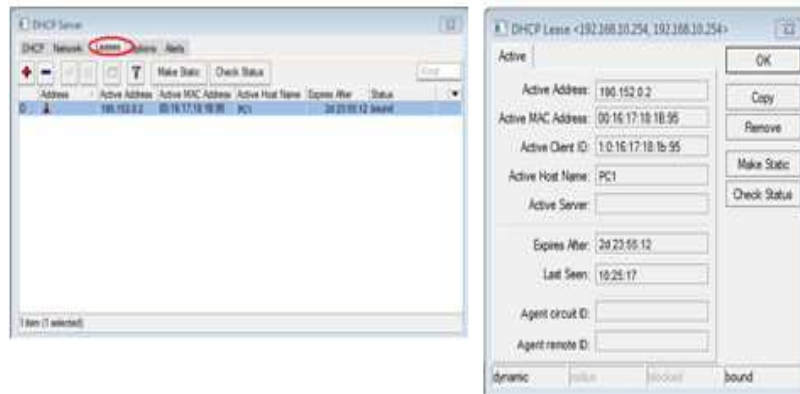 DHCP Server
DHCP Networks Leases Options Alerts
Make Static Check Status Find
Address Active Address Active MAC Address Active Host Name Expires After Status
D 190.152.0.2 00:16:17:18:1B:95 PC1 2d 23:55:12 bound
1 item (1 selected)
DHCP Lease <192.168.10.254, 192.168.10.254>
Active
OK
Active Address: 190.152.0.2
Copy
Active MAC Address: 00:16:17:18:1B:95
Remove
Active Client ID: 1:0:16:17:18:1b:95
Make Static
Active Host Name: PC1
Check Status
Active Server:
Expires After: 2d 23:55:12
Last Seen: 10:25:17
Agent circuit ID:
Agent remote ID:
dynamic radius blocked bound